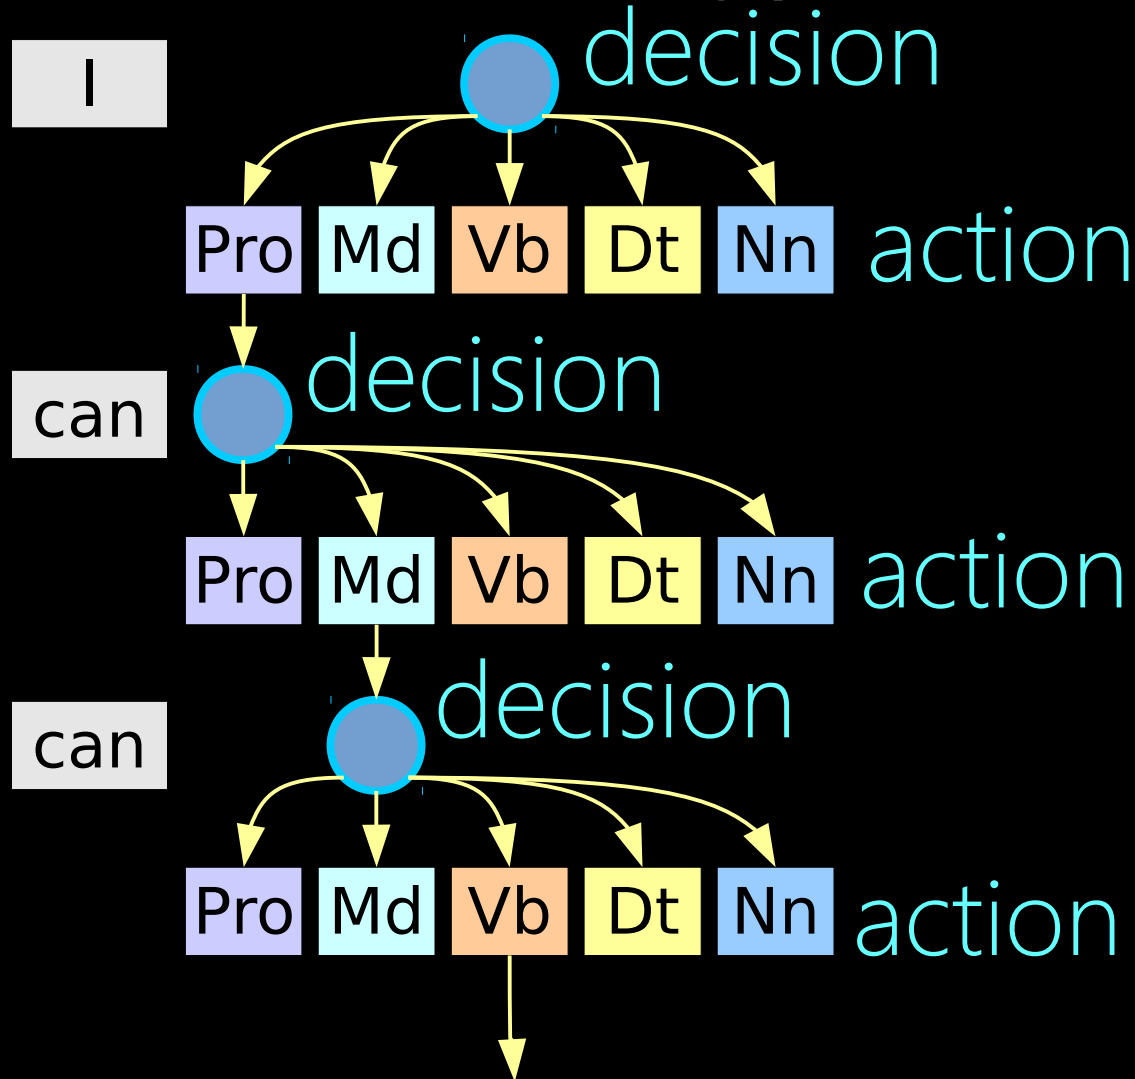 decision
I
Pro Md Vb Dt Nn action
can decision
Pro Md Vb Dt Nn action
can decision
Pro Md Vb Dt Nn action